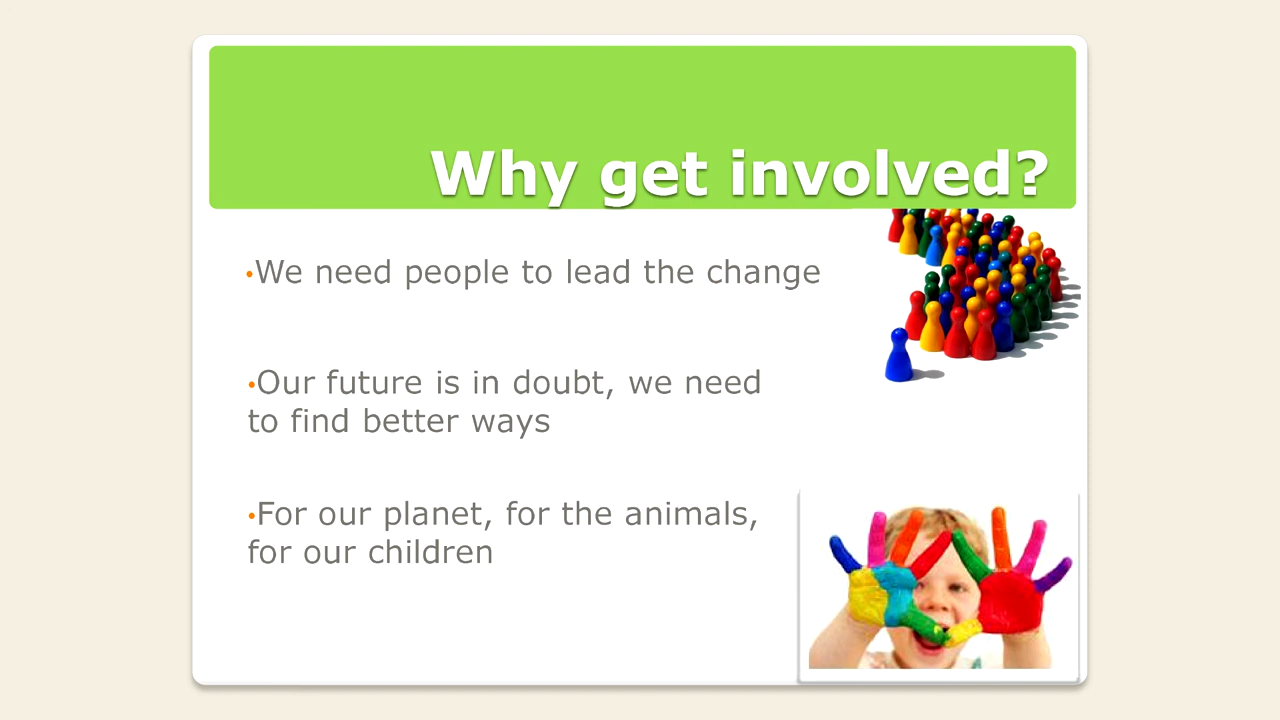 Why get involved?
•We need people to lead the change
•Our future is in doubt, we need
to find better ways
•For our planet, for the animals,
for our children